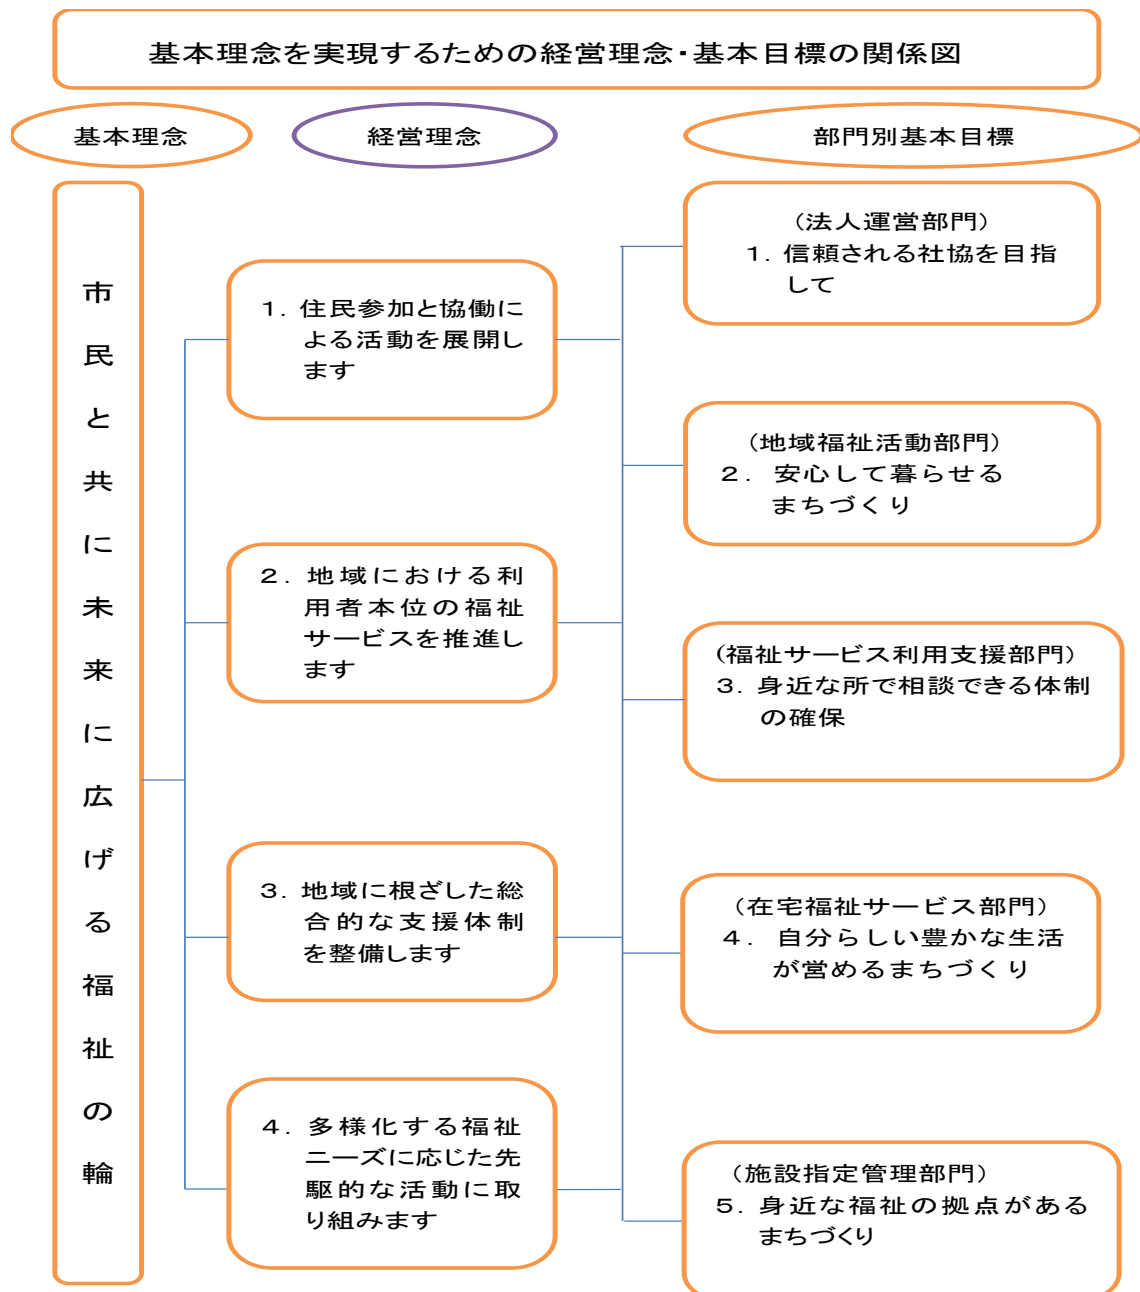 基本理念を実現するための経営理念・基本目標の関係図
基本理念
経営理念
部門別基本目標
市民と共に未来に広げる福祉の輪
1. 住民参加と協働に
よる活動を展開し
ます
2. 地域における利
用者本位の福祉
サービスを推進し
ます
3. 地域に根ざした総
合的な支援体制
を整備します
4. 多様化する福祉
ニーズに応じた先
駆的な活動に取
り組みます
(法人運営部門)
1. 信頼される社協を目指
して
(地域福祉活動部門)
2. 安心して暮らせる
まちづくり
(福祉サービス利用支援部門)
3. 身近な所で相談できる体制
の確保
(在宅福祉サービス部門)
4. 自分らしい豊かな生活
が営めるまちづくり
(施設指定管理部門)
5. 身近な福祉の拠点がある
まちづくり